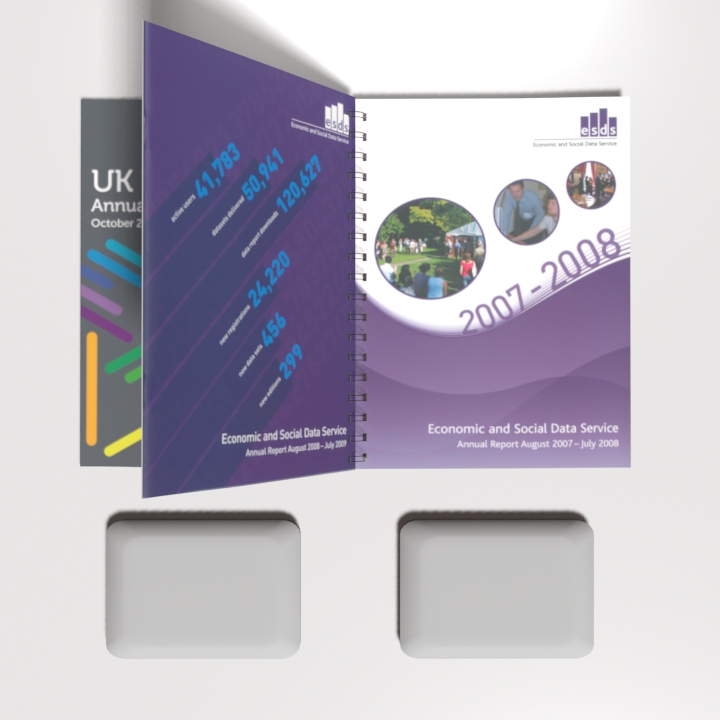 UK
Annua
October 2
esds
Economic and Social Data Service
active users 41,783
datasets delivered 50,941
data report downloads 120,627
new registrations 24,220
new data sets 456
new editions 299
Economic and Social Data Service
Annual Report August 2008 – July 2009
esds
Economic and Social Data Service
2007-2008
Economic and Social Data Service
Annual Report August 2007 – July 2008